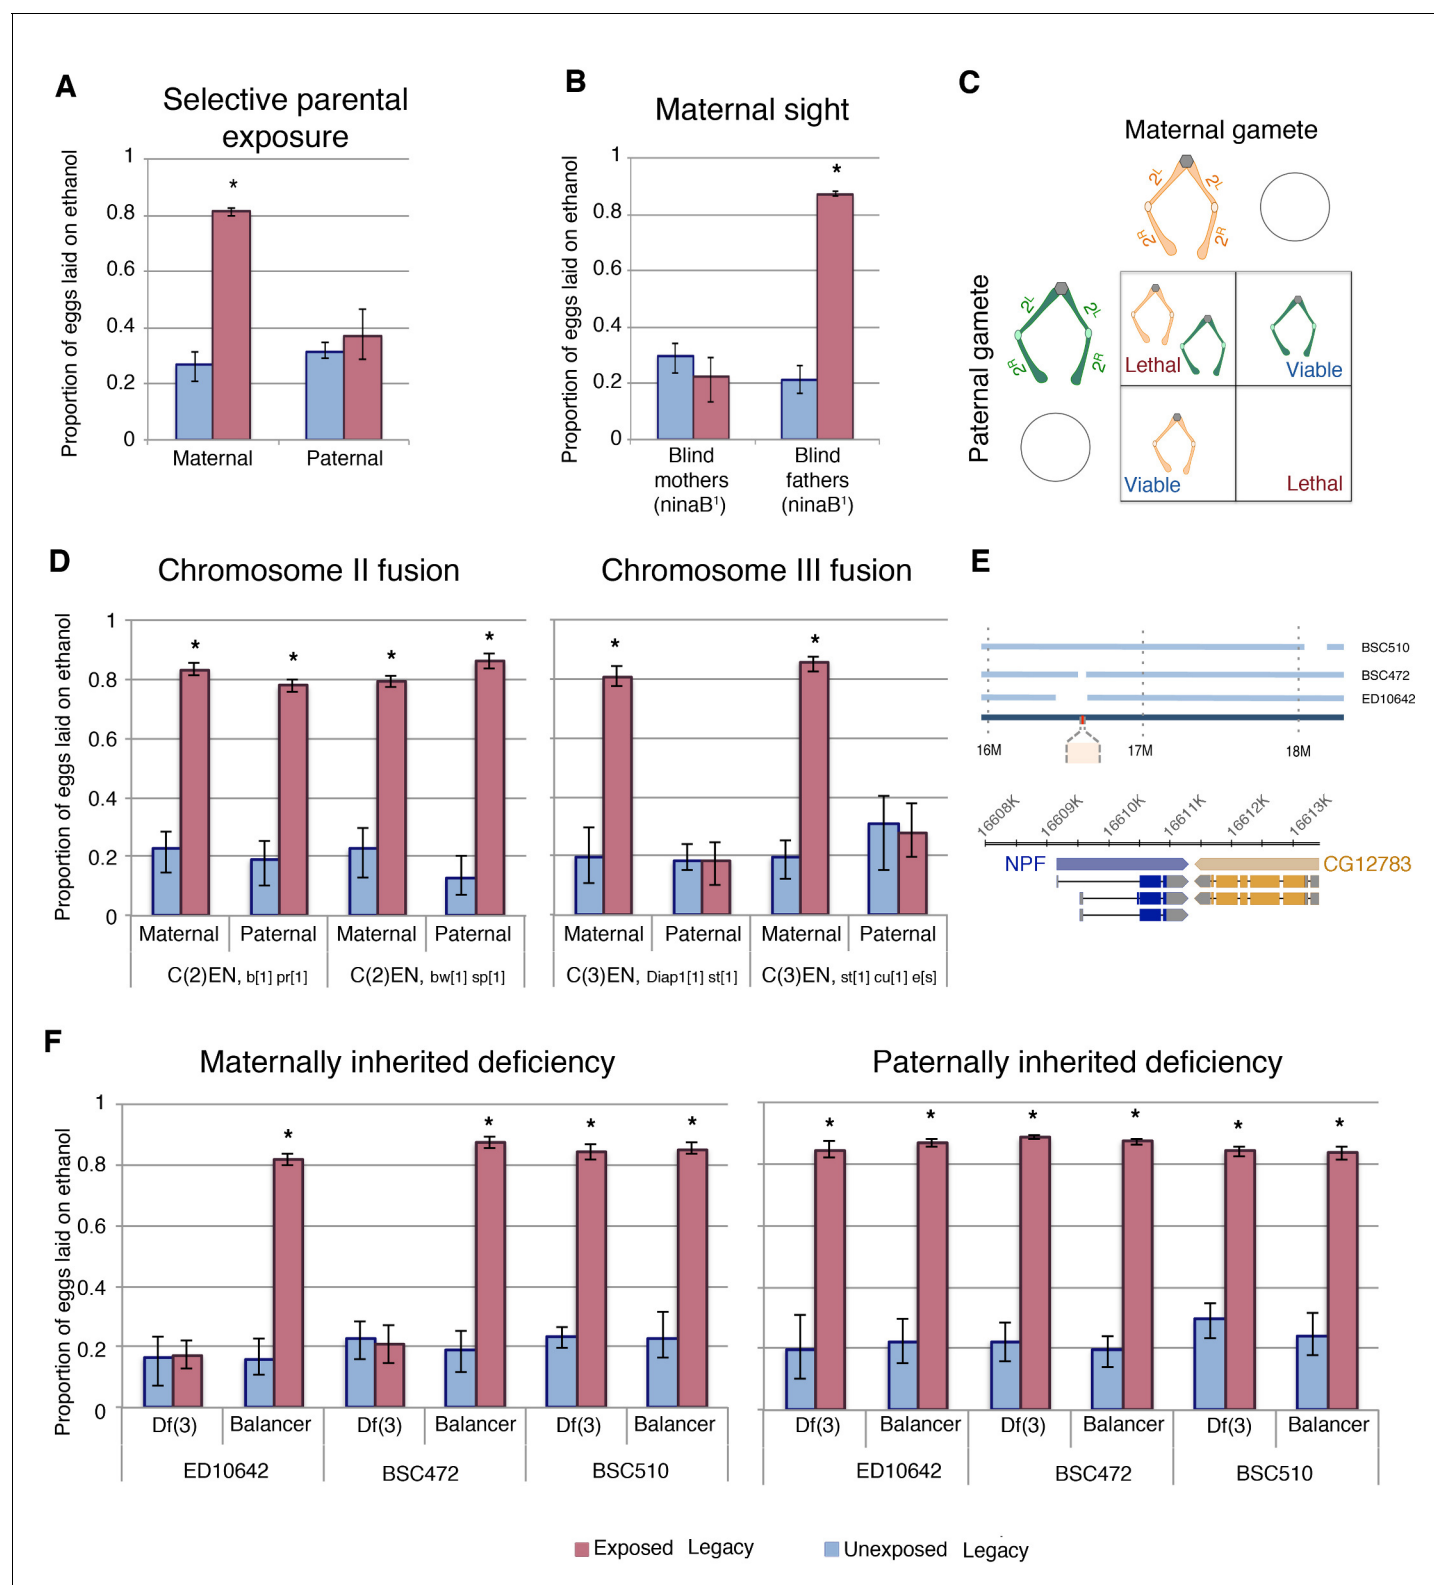 A
Selective parental
exposure
Proportion of eggs laid on ethanol
1
0.8
0.6
0.4
0.2
0
*
Maternal
Paternal
B
Maternal sight
Proportion of eggs laid on ethanol
1
0.8
0.6
0.4
0.2
0
*
Blind
mothers
(ninaB1)
Blind
fathers
(ninaB1)
C
Maternal gamete
Paternal gamete
2L 2L
2R 2R
2L 2L
2R 2R
Lethal
Viable
Viable
Lethal
D
Chromosome II fusion
Proportion of eggs laid on ethanol
1
0.8
0.6
0.4
0.2
0
* * * *
Maternal Paternal Maternal Paternal
C(2)EN, b[1] pr[1] C(2)EN, bw[1] sp[1]
Chromosome III fusion
* *
Maternal Paternal Maternal Paternal
C(3)EN, Diap1[1] st[1] C(3)EN, st[1] cu[1] e[s]
E
BSC510
BSC472
ED10642
16M 17M 18M
16608K 16609K 16610K 16611K 16612K 16613K
NPF CG12783
F
Maternally inherited deficiency
Proportion of eggs laid on ethanol
1
0.8
0.6
0.4
0.2
0
* * * *
Df(3) Balancer Df(3) Balancer Df(3) Balancer
ED10642 BSC472 BSC510
Paternally inherited deficiency
* * * * * *
Df(3) Balancer Df(3) Balancer Df(3) Balancer
ED10642 BSC472 BSC510
Exposed Legacy Unexposed Legacy